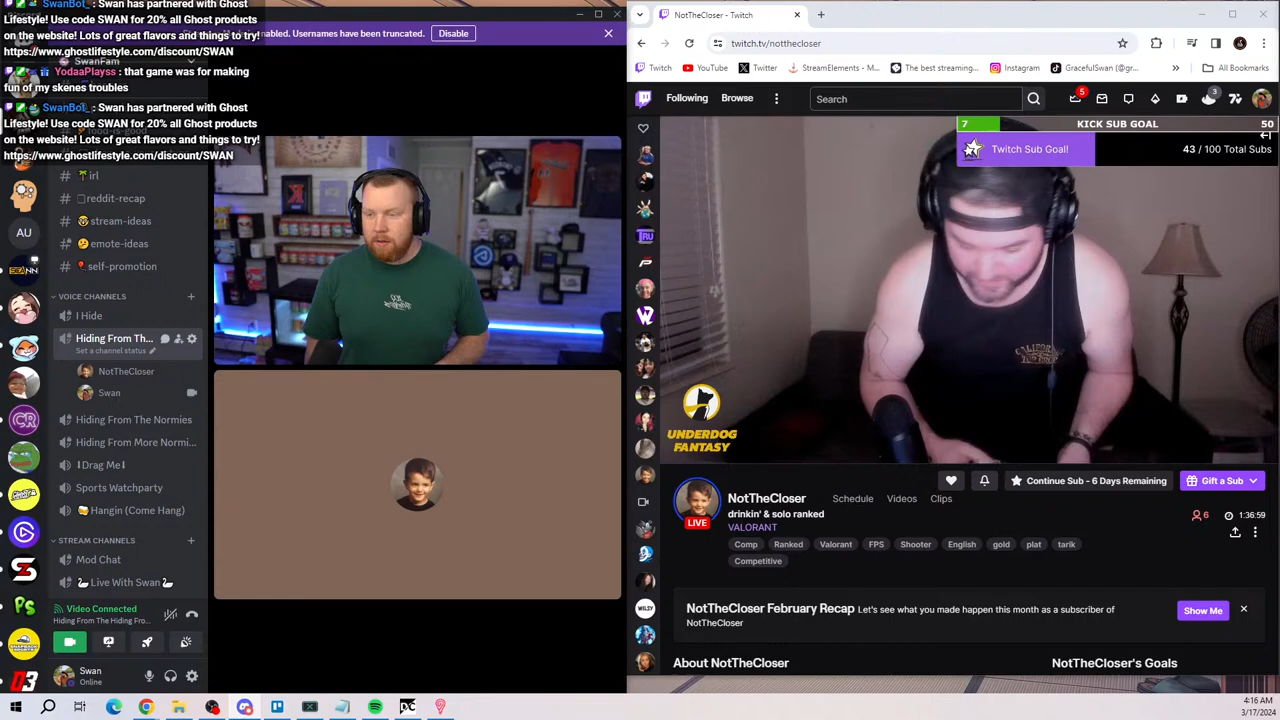 SwanBot_: Swan has partnered with Ghost
Lifestyle! Use code SWAN for 20% all Ghost products
on the website! Lots of great flavors and things to try!
https://www.ghostlifestyle.com/discount/SWAN
YodaaPlayss : that game was for making
fun of my skenes troubles
SwanBot_: Swan has partnered with Ghost
Lifestyle! Use code SWAN for 20% all Ghost products
on the website! Lots of great flavors and things to try!
https://www.ghostlifestyle.com/discount/SWAN
nabled. Usernames have been truncated.
Disable
SwanFam
food-is-good
irl
reddit-recap
stream-ideas
emote-ideas
self-promotion
AU
VOICE CHANNELS
I Hide
Hiding From Th...
Set a channel status
NotTheCloser
Swan
Hiding From The Normies
Hiding From More Normi...
Drag Me
Sports Watchparty
Hangin (Come Hang)
STREAM CHANNELS
Mod Chat
Live With Swan
Video Connected
Hiding From The Hiding Fro...
Swan
Online
NotTheCloser - Twitch
twitch.tv/notthecloser
Twitch
YouTube
Twitter
StreamElements - M...
The best streaming...
Instagram
GracefulSwan (@gr...
All Bookmarks
Following
Browse
Search
5
3
7
KICK SUB GOAL
50
Twitch Sub Goal!
43 / 100 Total Subs
CALIFORNIA
UNDERDOG
FANTASY
LIVE
NotTheCloser
Schedule
Videos
Clips
drinkin' & solo ranked
VALORANT
Comp
Ranked
Valorant
FPS
Shooter
English
gold
plat
tarik
Competitive
Continue Sub - 6 Days Remaining
Gift a Sub
6
1:36:59
NotTheCloser February Recap
Let's see what you made happen this month as a subscriber of
NotTheCloser
Show Me
About NotTheCloser
NotTheCloser's Goals
4:16 AM
3/17/2024